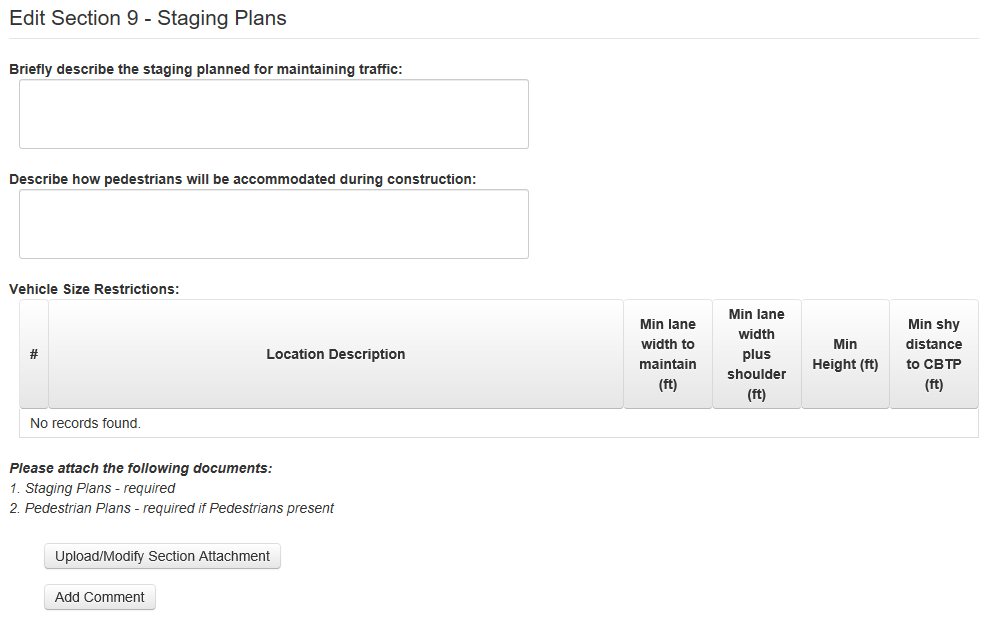 Edit Section 9 - Staging Plans
Briefly describe the staging planned for maintaining traffic:
Describe how pedestrians will be accommodated during construction:
Vehicle Size Restrictions:
#
Location Description
Min lane
width to
maintain
(ft)
Min lane
width
plus
shoulder
(ft)
Min
Height (ft)
Min shy
distance
to CBTP
(ft)
No records found.
Please attach the following documents:
1. Staging Plans - required
2. Pedestrian Plans - required if Pedestrians present
Upload/Modify Section Attachment
Add Comment